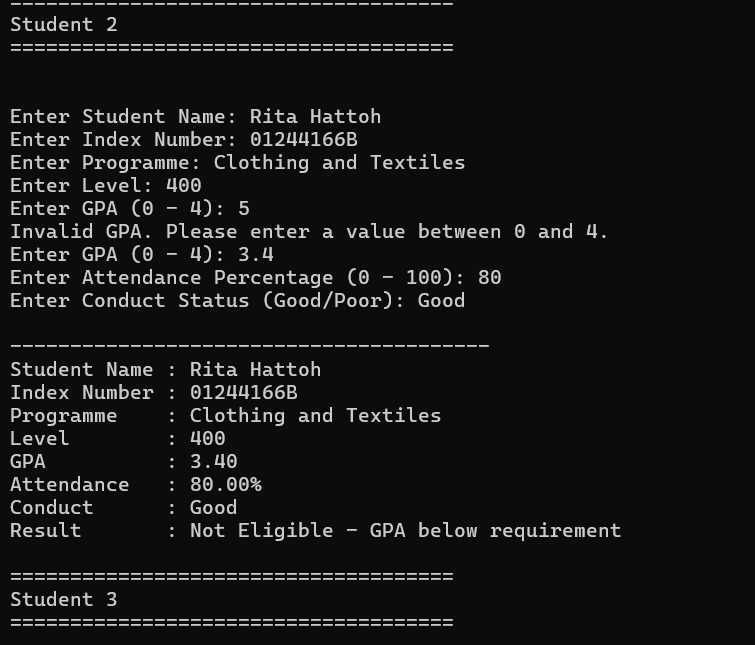 =====================================
Student 2
=====================================
Enter Student Name: Rita Hattoh
Enter Index Number: 01244166B
Enter Programme: Clothing and Textiles
Enter Level: 400
Enter GPA (0 - 4): 5
Invalid GPA. Please enter a value between 0 and 4.
Enter GPA (0 - 4): 3.4
Enter Attendance Percentage (0 - 100): 80
Enter Conduct Status (Good/Poor): Good
----------------------------------------
Student Name : Rita Hattoh
Index Number : 01244166B
Programme    : Clothing and Textiles
Level        : 400
GPA          : 3.40
Attendance   : 80.00%
Conduct      : Good
Result       : Not Eligible - GPA below requirement
=====================================
Student 3
=====================================